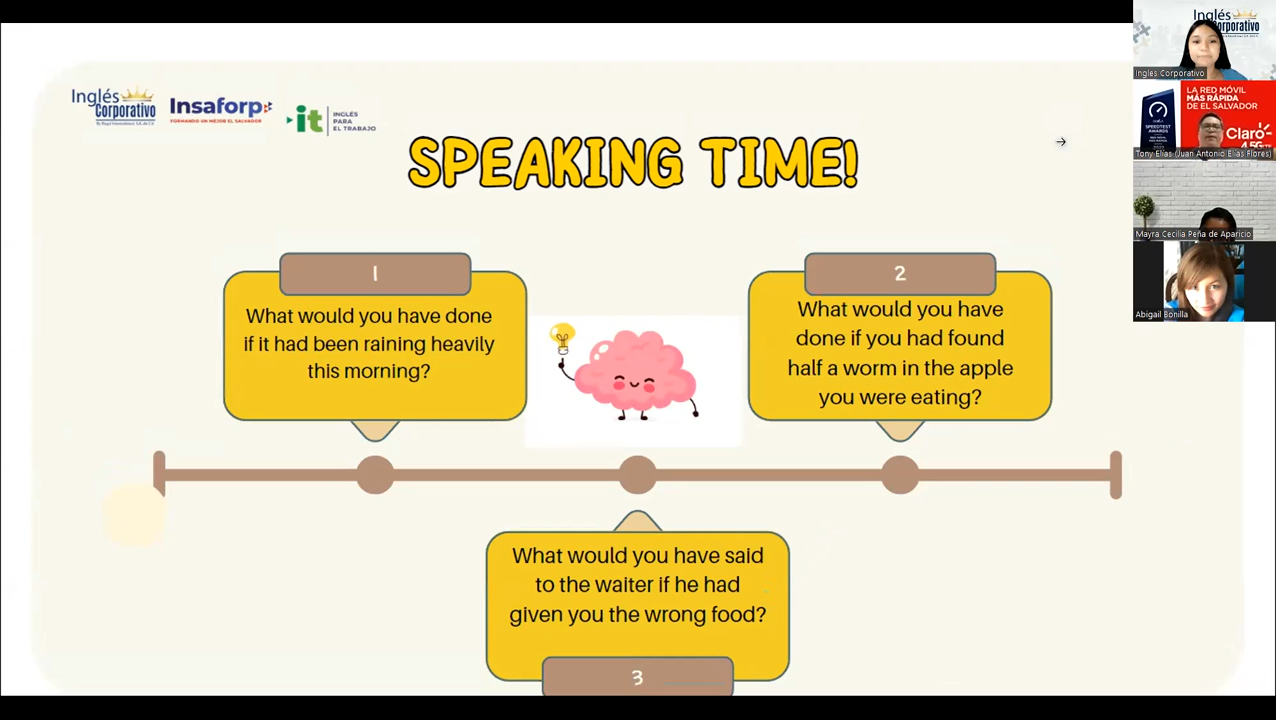 Inglés
Corporativo
Insaforp
FORMANDO UN MEJOR EL SALVADOR
it
INGLÉS
PARA
EL TRABAJO
SPEAKING TIME!
1
What would you have done
if it had been raining heavily
this morning?
2
What would you have
done if you had found
half a worm in the apple
you were eating?
What would you have said
to the waiter if he had
given you the wrong food?
3
Inglés
Corporativo
Inglés Corporativo
SPEEDTEST
AWARDS
LA RED MÓVIL
MÁS RÁPIDA
DE EL SALVADOR
Claro
4.5G
Tony Elías (Juan Antonio Elías Flores)
Mayra Cecilia Peña de Aparicio
Abigail Bonilla